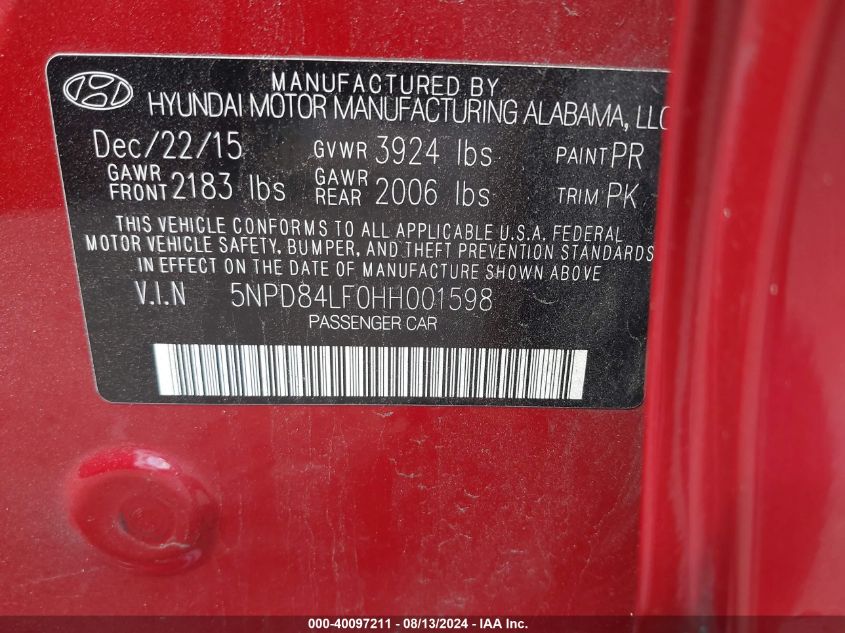 MANUFACTURED BY
HYUNDAI MOTOR MANUFACTURING ALABAMA, LLC
Dec/22/15 GVWR 3924 lbs PAINT PR
GAWR FRONT 2183 lbs GAWR REAR 2006 lbs TRIM PK
THIS VEHICLE CONFORMS TO ALL APPLICABLE U.S.A. FEDERAL
MOTOR VEHICLE SAFETY, BUMPER, AND THEFT PREVENTION STANDARDS
IN EFFECT ON THE DATE OF MANUFACTURE SHOWN ABOVE
V.I.N 5NPD84LF0HH001598
PASSENGER CAR
000-40097211 - 08/13/2024 - IAA Inc.